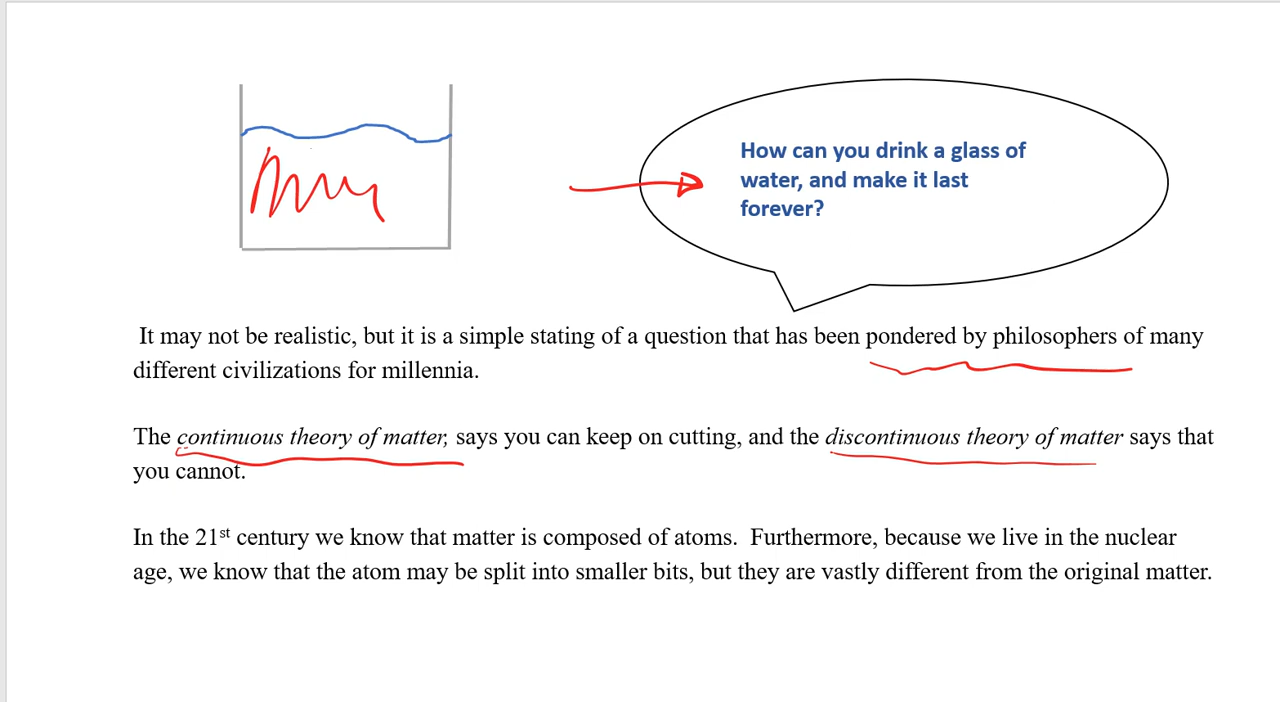 How can you drink a glass of
water, and make it last
forever?
It may not be realistic, but it is a simple stating of a question that has been pondered by philosophers of many
different civilizations for millennia.
The continuous theory of matter, says you can keep on cutting, and the discontinuous theory of matter says that
you cannot.
In the 21st century we know that matter is composed of atoms.  Furthermore, because we live in the nuclear
age, we know that the atom may be split into smaller bits, but they are vastly different from the original matter.